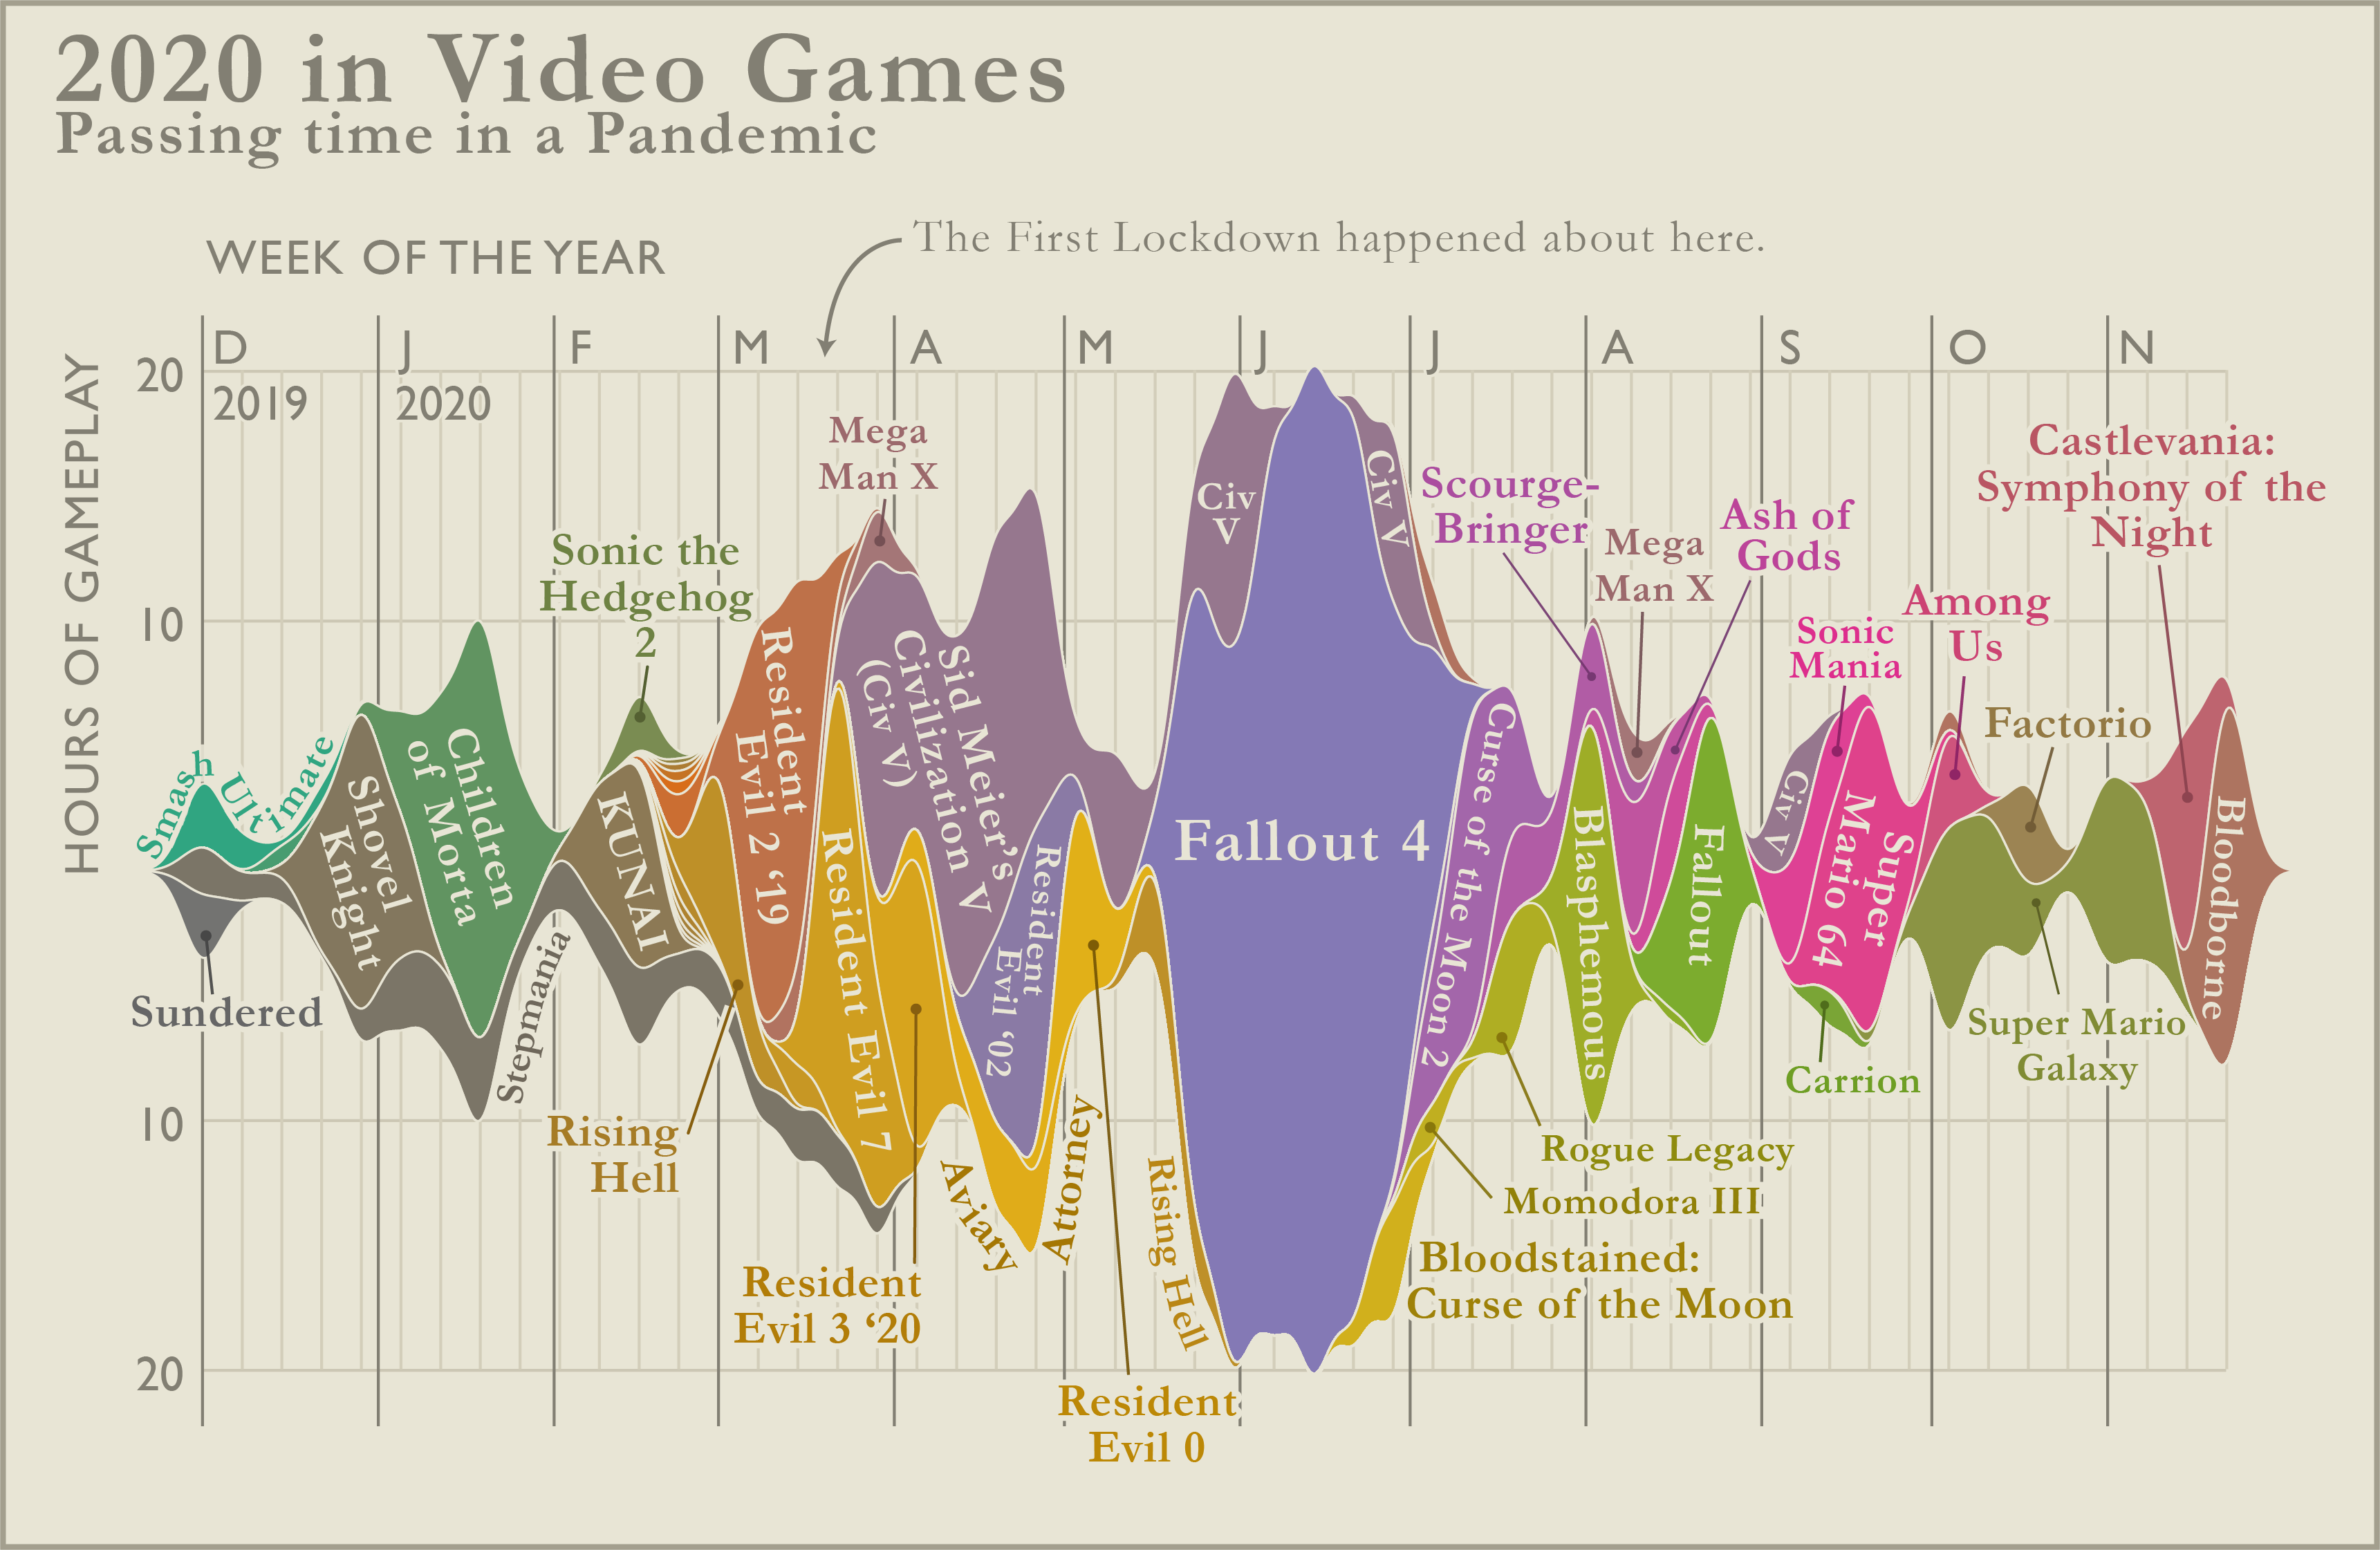 2020 in Video Games
Passing time in a Pandemic
The First Lockdown happened about here.
WEEK OF THE YEAR
HOURS OF GAMEPLAY
D J F M A M J J A S O N
2019 2020
20
10
10
20
Smash Ultimate
Sundered
Shovel
Knight
Children
of Morta
Stepmania
Sonic the
Hedgehog
2
KUNAI
Rising
Hell
Resident
Evil 2 ‘19
Mega
Man X
Resident Evil 7
Resident
Evil 3 ‘20
Sid Meier’s
Civilization V
(Civ V)
Aviary
Attorney
Resident
Evil ‘02
Resident
Evil 0
Rising Hell
Civ
V
Fallout 4
Civ V
Curse of the Moon 2
Scourge-
Bringer
Rogue Legacy
Momodora III
Bloodstained:
Curse of the Moon
Blasphemous
Mega
Man X
Ash of
Gods
Fallout
Civ V
Sonic
Mania
Super
Mario 64
Carrion
Among
Us
Factorio
Super Mario
Galaxy
Castlevania:
Symphony of the
Night
Bloodborne